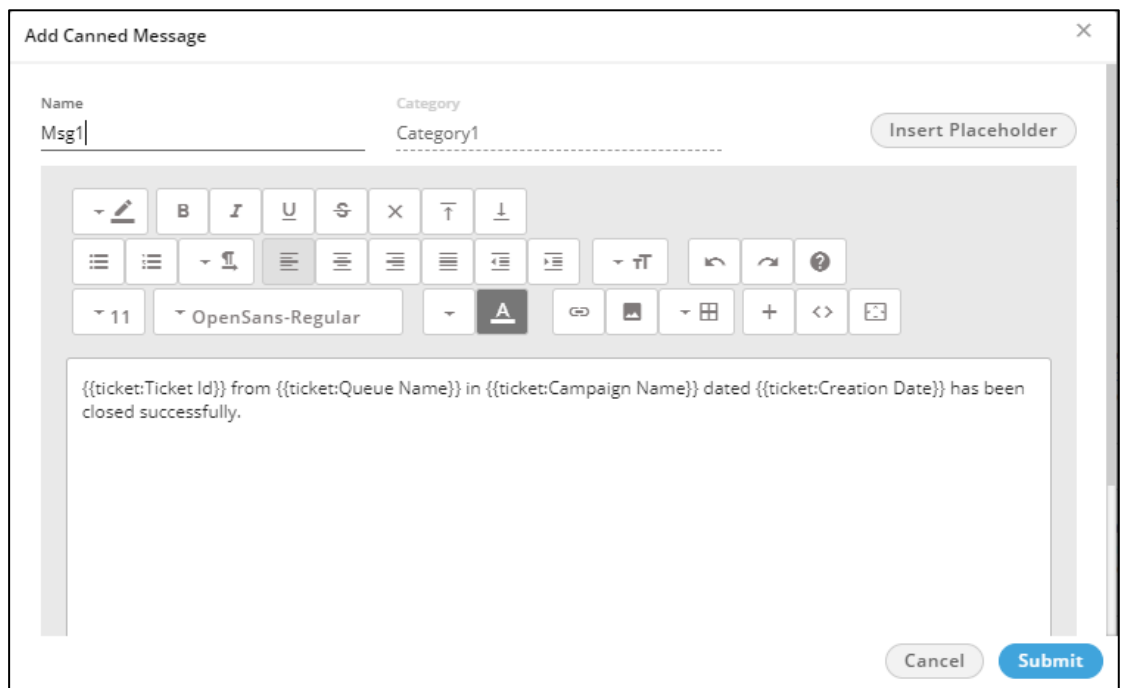 Add Canned Message
Name
Category
Msg1
Category1
Insert Placeholder
B I U S
11
OpenSans-Regular
A
{{ticket:Ticket Id}} from {{ticket:Queue Name}} in {{ticket:Campaign Name}} dated {{ticket:Creation Date}} has been
closed successfully.
Cancel
Submit